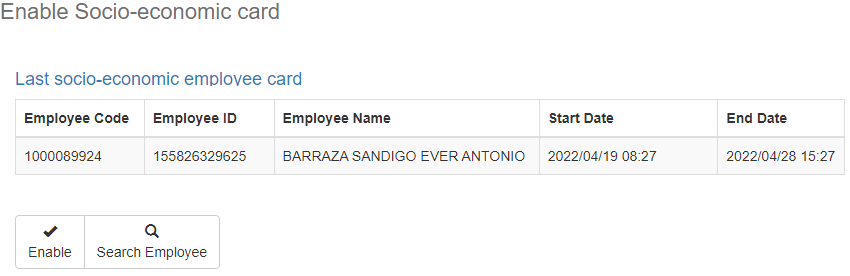 Enable Socio-economic card
Last socio-economic employee card
Employee Code Employee ID Employee Name Start Date End Date
1000089924 155826329625 BARRAZA SANDIGO EVER ANTONIO 2022/04/19 08:27 2022/04/28 15:27
Enable Search Employee